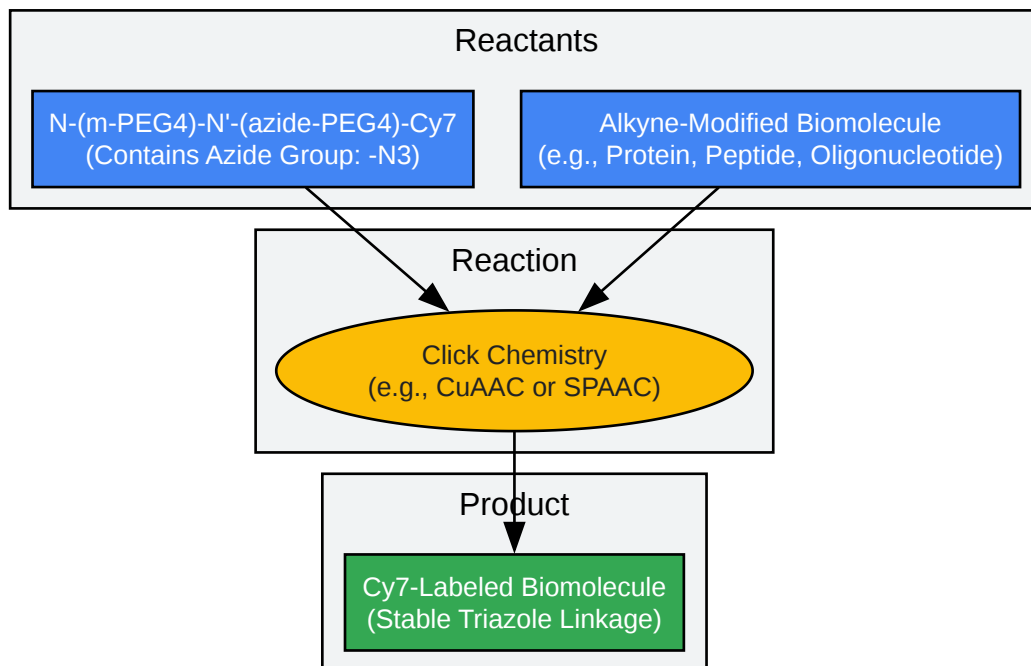 Reactants
N-(m-PEG4)-N'-(azide-PEG4)-Cy7
(Contains Azide Group: -N3)
Alkyne-Modified Biomolecule
(e.g., Protein, Peptide, Oligonucleotide)
Reaction
Click Chemistry
(e.g., CuAAC or SPAAC)
Product
Cy7-Labeled Biomolecule
(Stable Triazole Linkage)